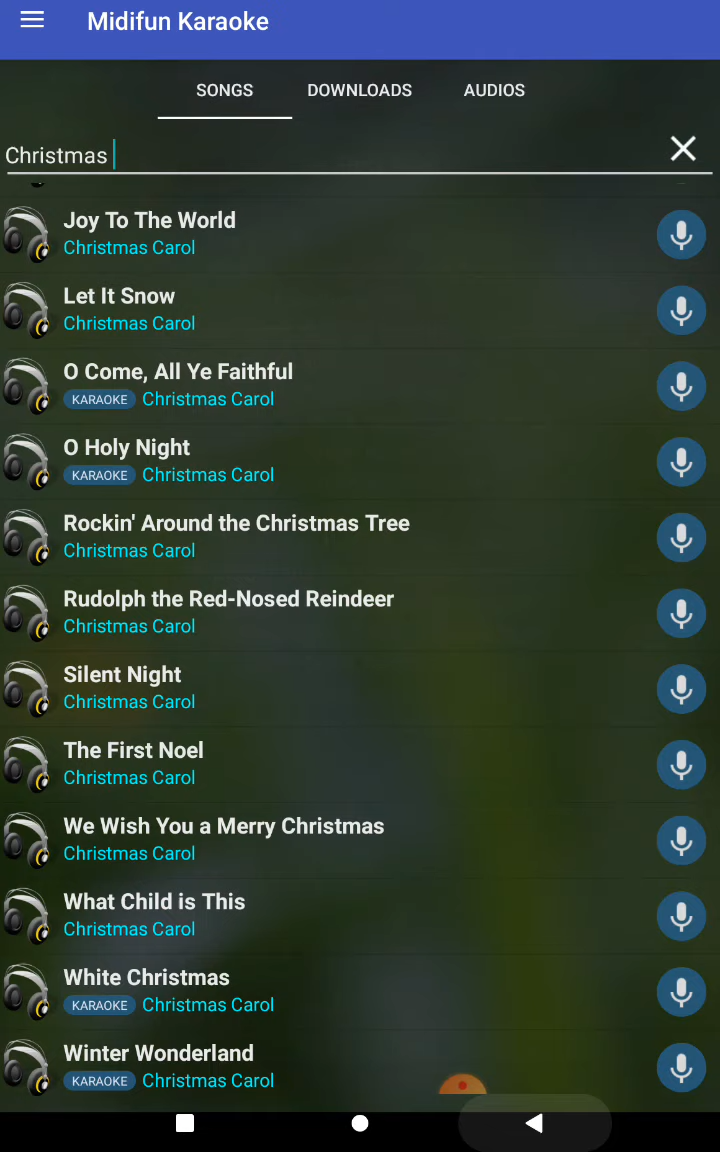 Midifun Karaoke
SONGS DOWNLOADS AUDIOS
Christmas
Joy To The World
Christmas Carol
Let It Snow
Christmas Carol
O Come, All Ye Faithful
KARAOKE Christmas Carol
O Holy Night
KARAOKE Christmas Carol
Rockin' Around the Christmas Tree
Christmas Carol
Rudolph the Red-Nosed Reindeer
Christmas Carol
Silent Night
Christmas Carol
The First Noel
Christmas Carol
We Wish You a Merry Christmas
Christmas Carol
What Child is This
Christmas Carol
White Christmas
KARAOKE Christmas Carol
Winter Wonderland
KARAOKE Christmas Carol